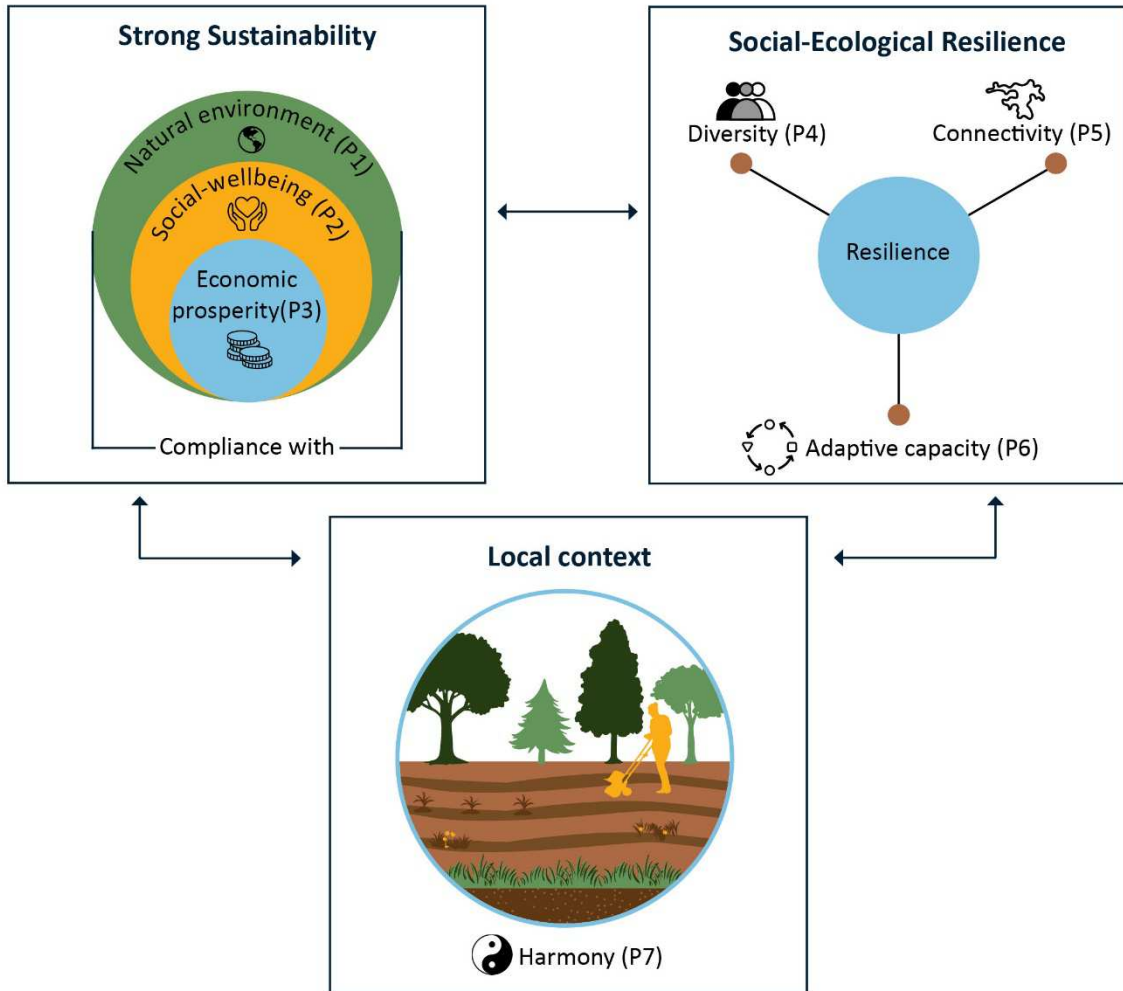 Strong Sustainability
Natural environment (P1)
Social-wellbeing (P2)
Economic
prosperity(P3)
Compliance with
Social-Ecological Resilience
Diversity (P4)
Connectivity (P5)
Resilience
Adaptive capacity (P6)
Local context
Harmony (P7)